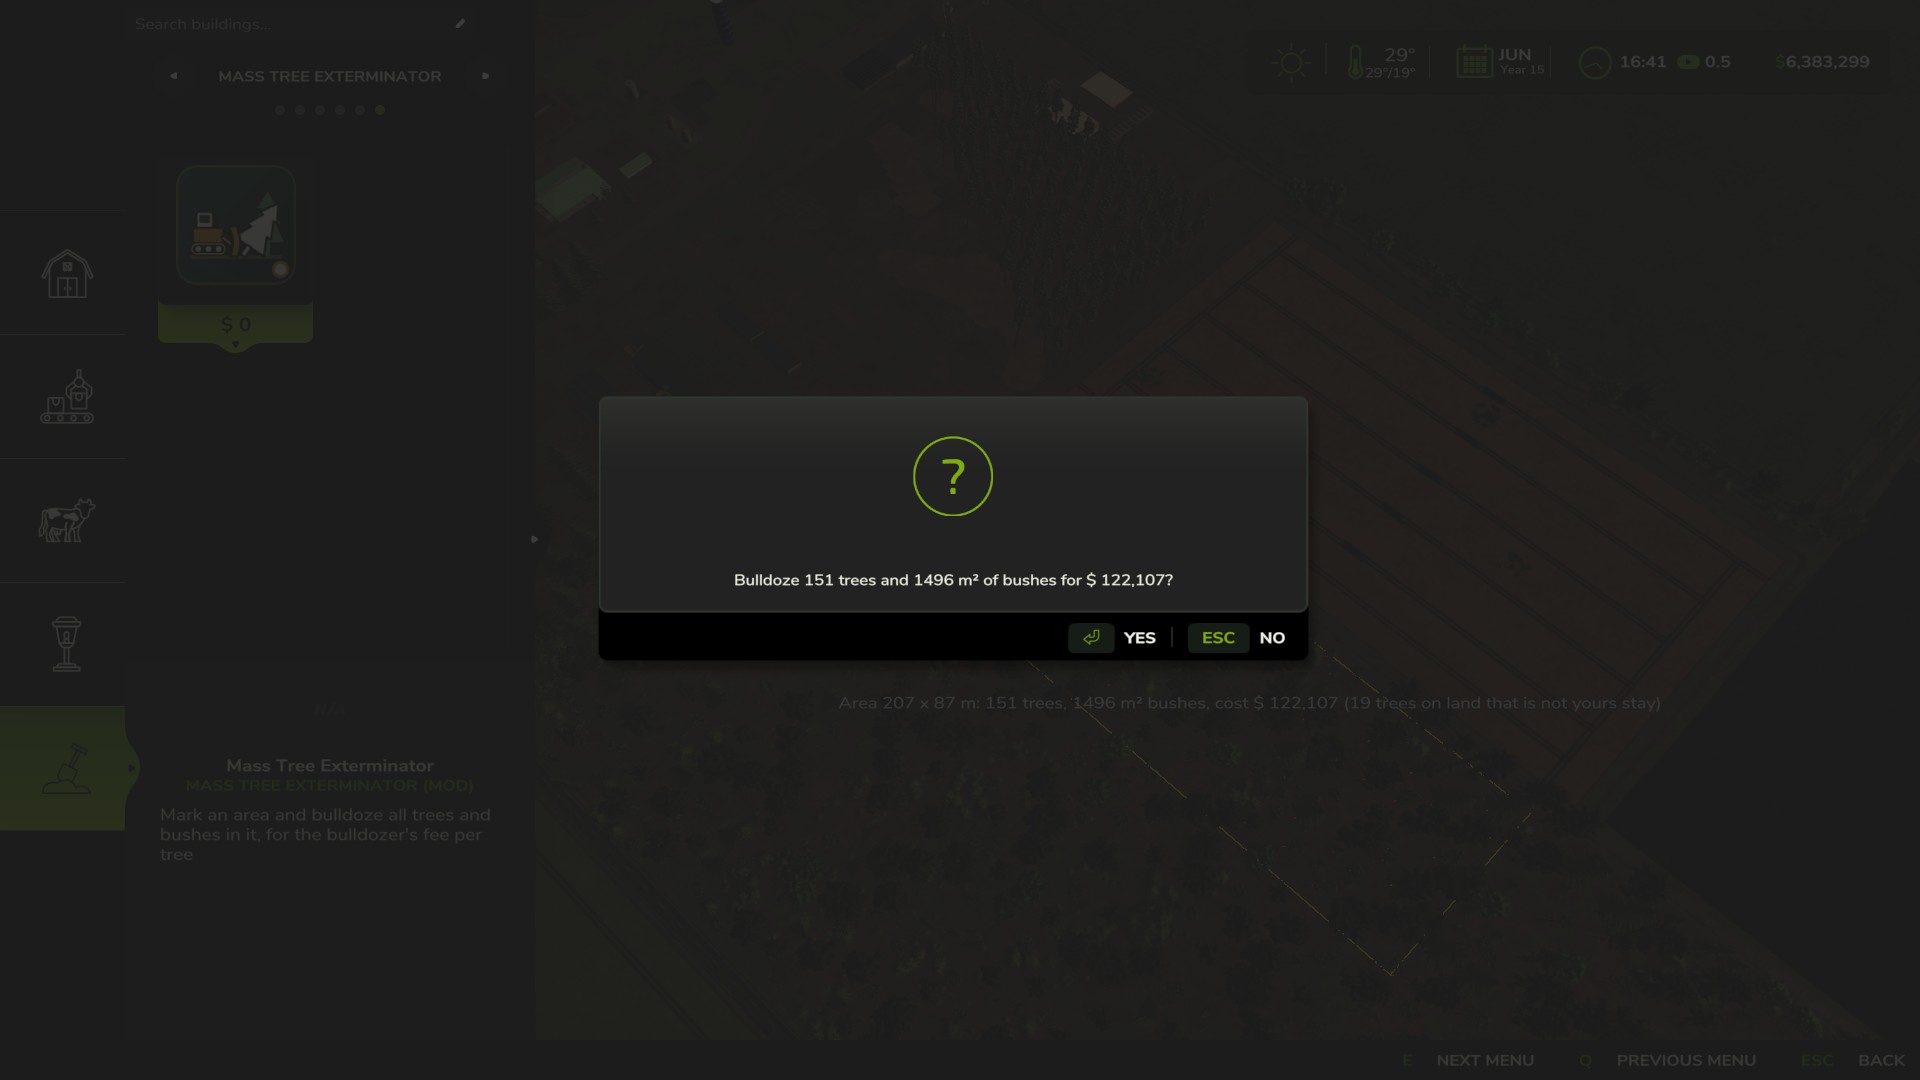 Search buildings...
MASS TREE EXTERMINATOR
29°
29°/19°
JUN
Year 15
16:41
0.5
$6,383,299
$ 0
?
Bulldoze 151 trees and 1496 m² of bushes for $ 122,107?
YES
ESC
NO
Area 207 x 87 m: 151 trees, 1496 m² bushes, cost $ 122,107 (19 trees on land that is not yours stay)
Mass Tree Exterminator
MASS TREE EXTERMINATOR (MOD)
Mark an area and bulldoze all trees and
bushes in it, for the bulldozer's fee per
tree
E NEXT MENU
Q PREVIOUS MENU
ESC BACK